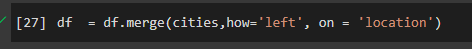 [27] df  = df.merge(cities,how='left', on = 'location')